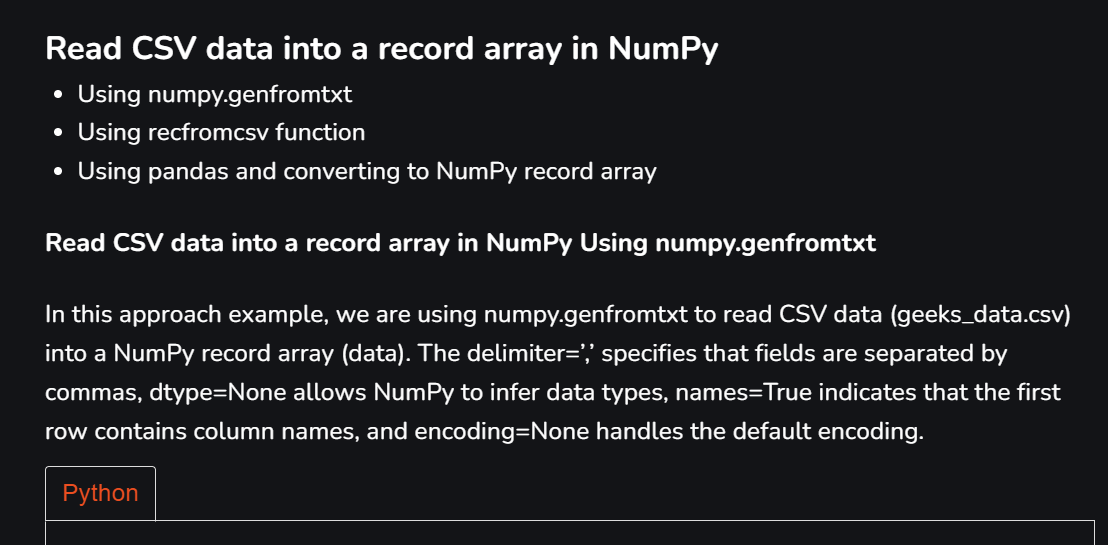 Read CSV data into a record array in NumPy
• Using numpy.genfromtxt
• Using recfromcsv function
• Using pandas and converting to NumPy record array
Read CSV data into a record array in NumPy Using numpy.genfromtxt
In this approach example, we are using numpy.genfromtxt to read CSV data (geeks_data.csv)
into a NumPy record array (data). The delimiter=’,’ specifies that fields are separated by
commas, dtype=None allows NumPy to infer data types, names=True indicates that the first
row contains column names, and encoding=None handles the default encoding.
Python